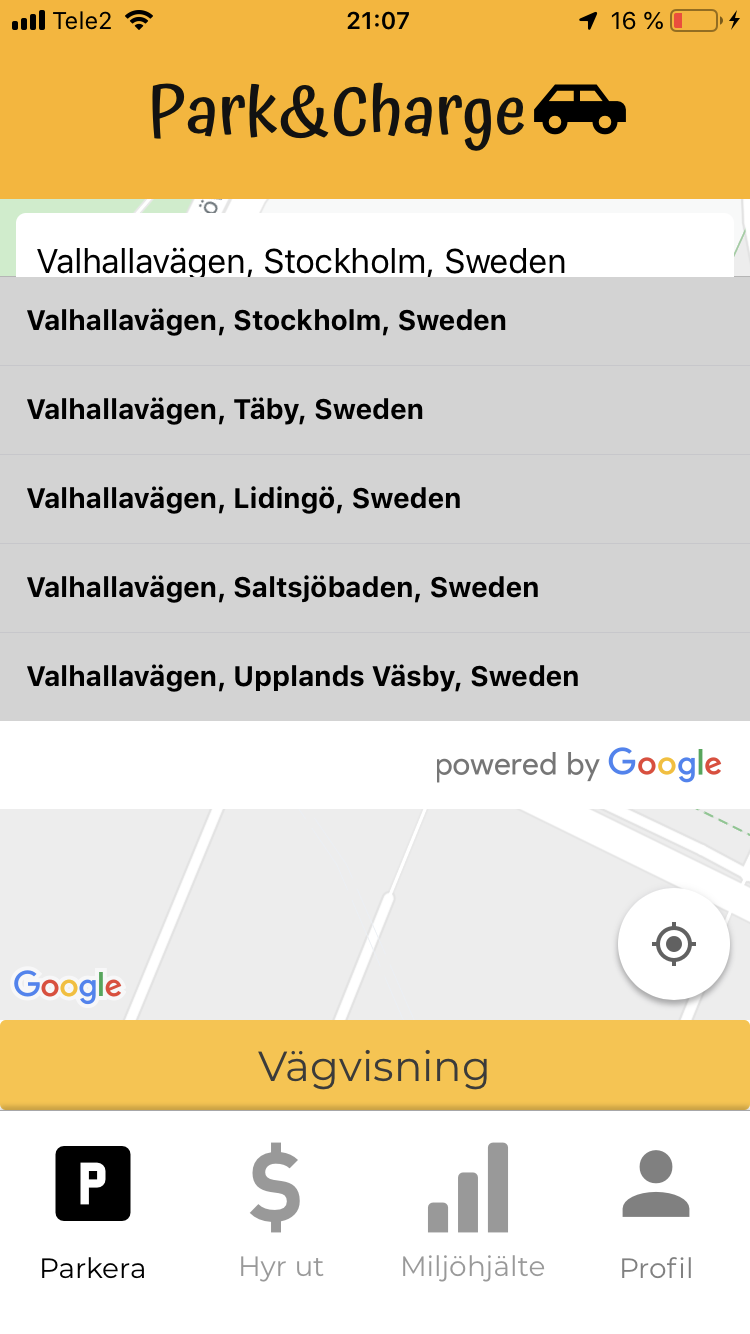 Tele2 21:07 16 %
Park&Charge
Valhallavägen, Stockholm, Sweden
Valhallavägen, Stockholm, Sweden
Valhallavägen, Täby, Sweden
Valhallavägen, Lidingö, Sweden
Valhallavägen, Saltsjöbaden, Sweden
Valhallavägen, Upplands Väsby, Sweden
powered by Google
Google
Vägvisning
P
$
Parkera Hyr ut Miljöhjälte Profil